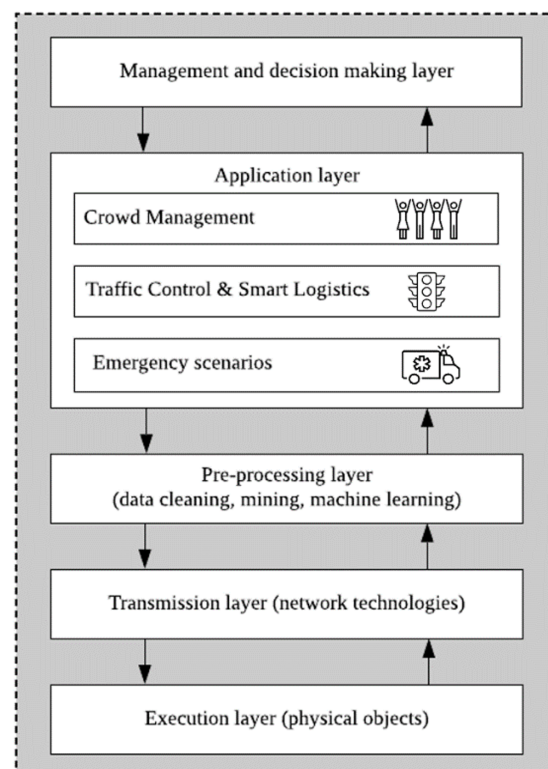 Management and decision making layer
Application layer
Crowd Management
Traffic Control & Smart Logistics
Emergency scenarios
Pre-processing layer
(data cleaning, mining, machine learning)
Transmission layer (network technologies)
Execution layer (physical objects)